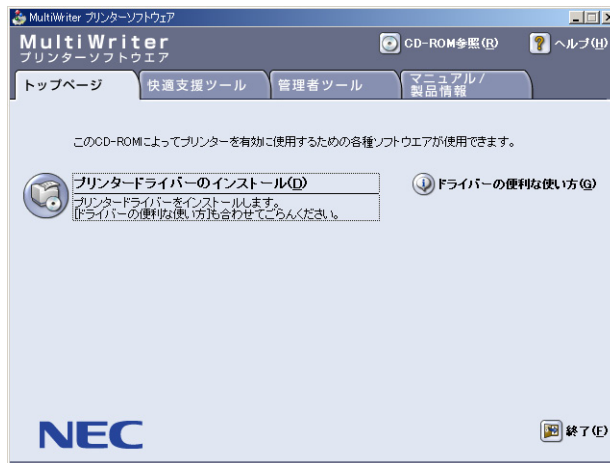 MultiWriter プリンターソフトウェア
MultiWriter
プリンターソフトウエア
CD-ROM参照(R)
ヘルプ(H)
トップページ
快適支援ツール
管理者ツール
マニュアル /
製品情報
このCD-ROMによってプリンターを有効に使用するための各種ソフトウエアが使用できます。
プリンタードライバーのインストール(D)
プリンタードライバーをインストールします。
[ドライバーの便利な使い方]も合わせてごらんください。
ドライバーの便利な使い方(G)
NEC
終了(E)